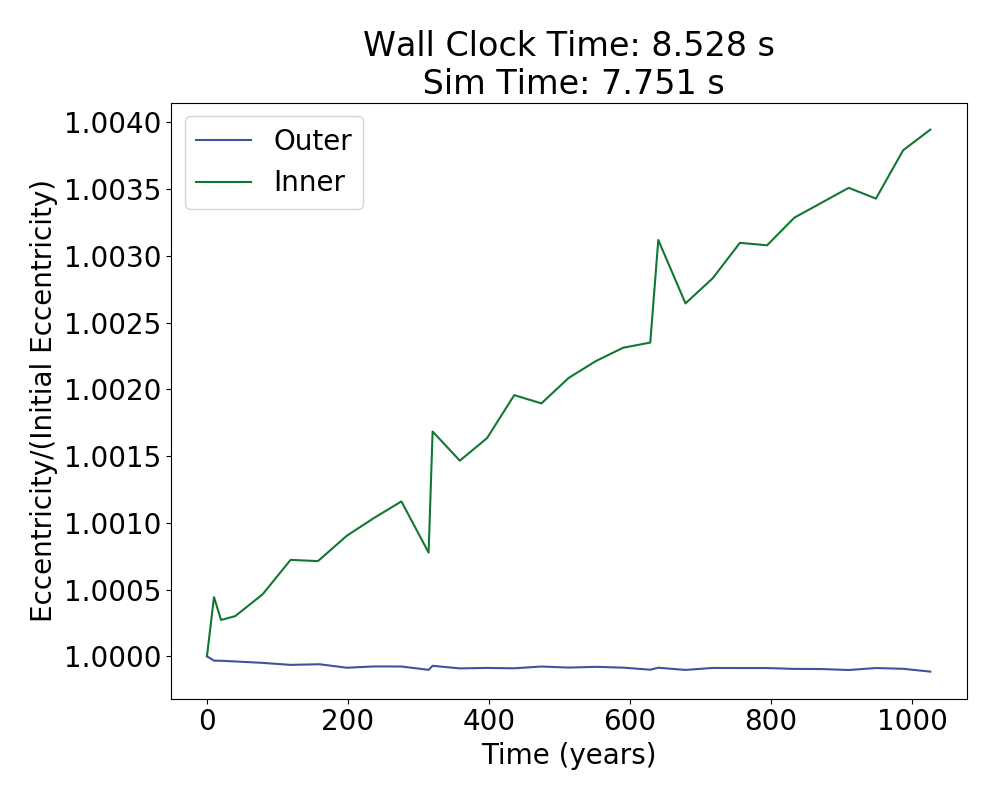 Wall Clock Time: 8.528 s
Sim Time: 7.751 s
Outer
Inner
Eccentricity/(Initial Eccentricity)
1.0040
1.0035
1.0030
1.0025
1.0020
1.0015
1.0010
1.0005
1.0000
0 200 400 600 800 1000
Time (years)